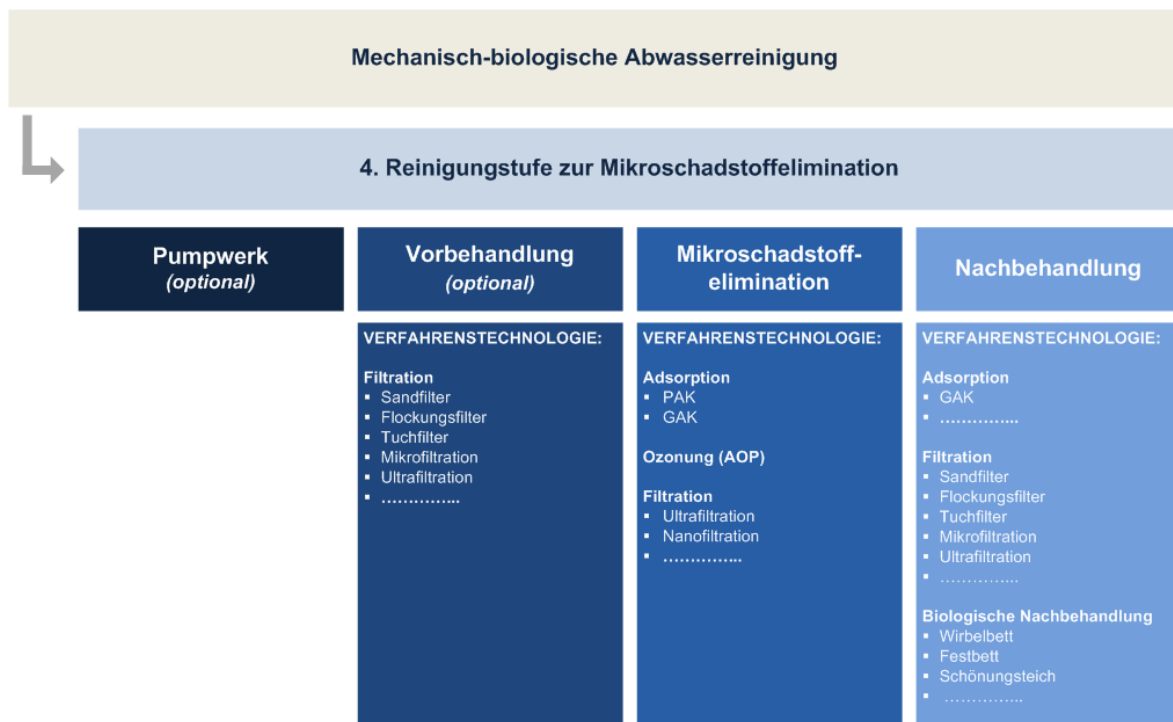 Mechanisch-biologische Abwasserreinigung
4. Reinigungstufe zur Mikroschadstoffelimination
Pumpwerk
(optional)
Vorbehandlung
(optional)
Mikroschadstoff-
elimination
Nachbehandlung
VERFAHRENSTECHNOLOGIE:
Filtration
▪ Sandfilter
▪ Flockungsfilter
▪ Tuchfilter
▪ Mikrofiltration
▪ Ultrafiltration
▪ …………...
VERFAHRENSTECHNOLOGIE:
Adsorption
▪ PAK
▪ GAK
Ozonung (AOP)
Filtration
▪ Ultrafiltration
▪ Nanofiltration
▪ …………...
VERFAHRENSTECHNOLOGIE:
Adsorption
▪ GAK
▪ …………...
Filtration
▪ Sandfilter
▪ Flockungsfilter
▪ Tuchfilter
▪ Mikrofiltration
▪ Ultrafiltration
▪ …………...
Biologische Nachbehandlung
▪ Wirbelbett
▪ Festbett
▪ Schönungsteich
▪ …………...